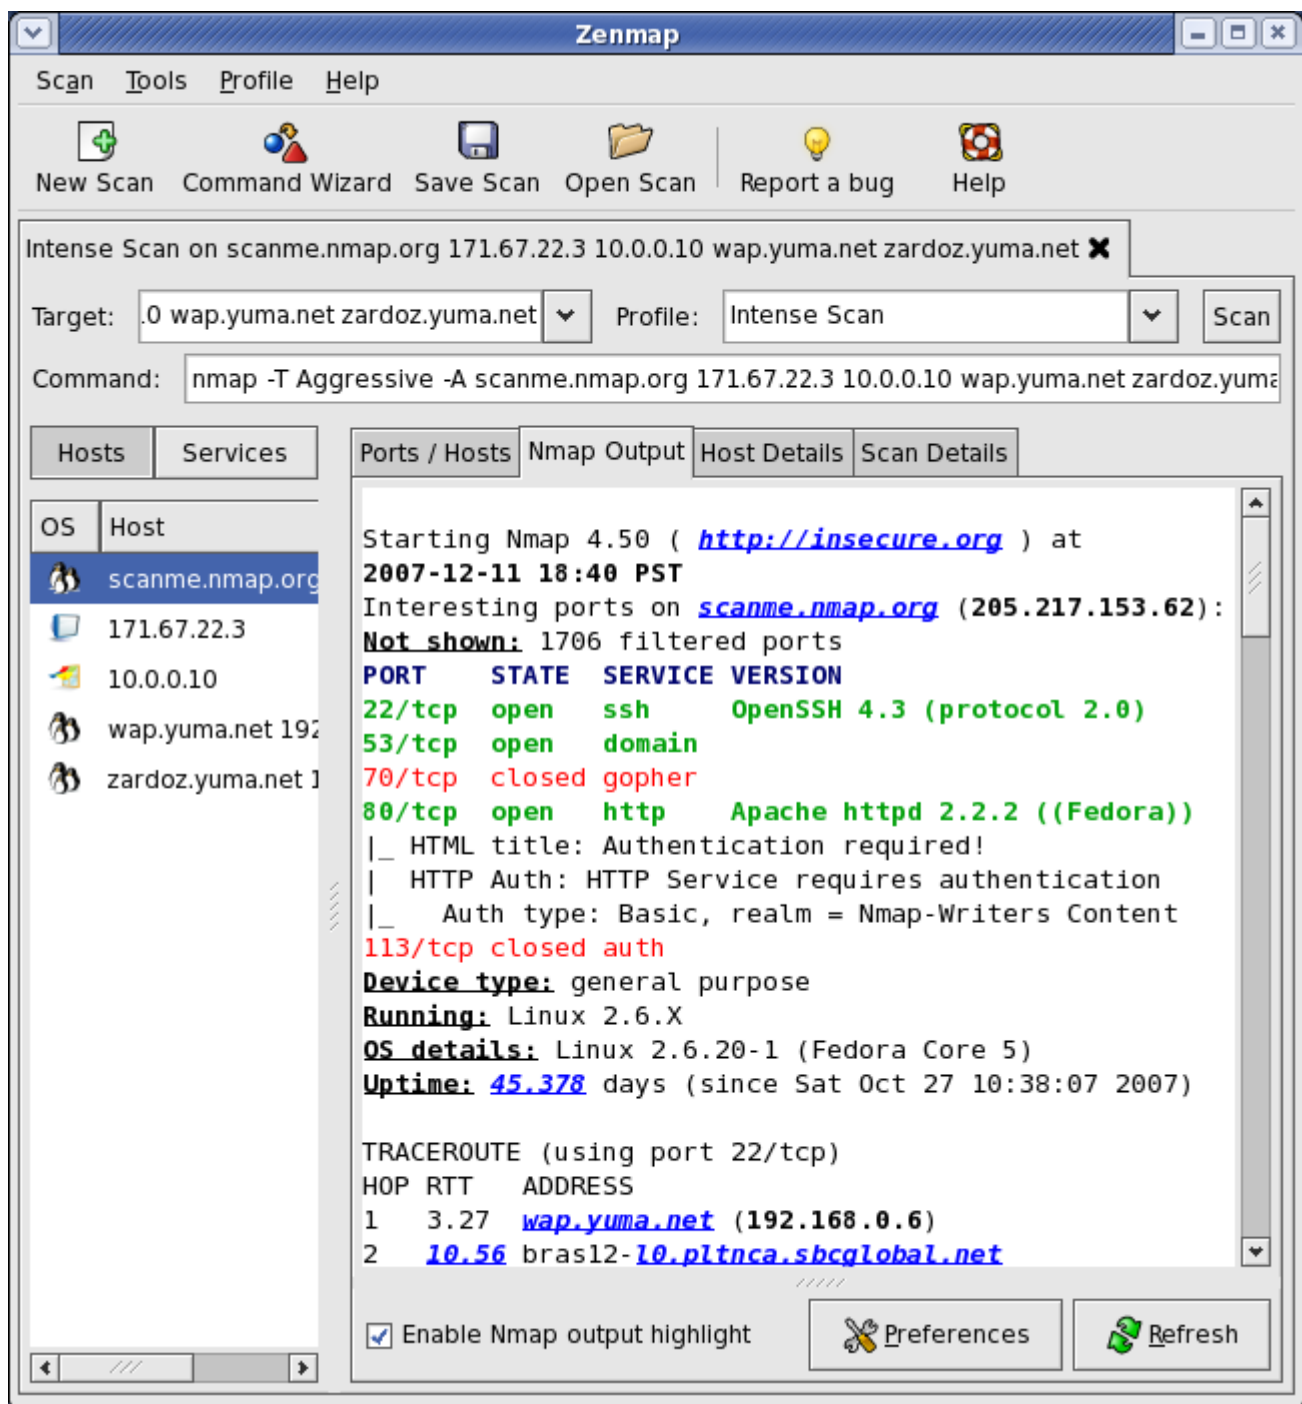 Zenmap
Scan Tools Profile Help
New Scan Command Wizard Save Scan Open Scan Report a bug Help
Intense Scan on scanme.nmap.org 171.67.22.3 10.0.0.10 wap.yuma.net zardoz.yuma.net
Target: .0 wap.yuma.net zardoz.yuma.net Profile: Intense Scan Scan
Command: nmap -T Aggressive -A scanme.nmap.org 171.67.22.3 10.0.0.10 wap.yuma.net zardoz.yuma
Hosts Services
OS Host
scanme.nmap.org
171.67.22.3
10.0.0.10
wap.yuma.net 192
zardoz.yuma.net 1
Ports / Hosts Nmap Output Host Details Scan Details
Starting Nmap 4.50 ( http://insecure.org ) at
2007-12-11 18:40 PST
Interesting ports on scanme.nmap.org (205.217.153.62):
Not shown: 1706 filtered ports
PORT STATE SERVICE VERSION
22/tcp open ssh OpenSSH 4.3 (protocol 2.0)
53/tcp open domain
70/tcp closed gopher
80/tcp open http Apache httpd 2.2.2 ((Fedora))
|_ HTML title: Authentication required!
| HTTP Auth: HTTP Service requires authentication
|_ Auth type: Basic, realm = Nmap-Writers Content
113/tcp closed auth
Device type: general purpose
Running: Linux 2.6.X
OS details: Linux 2.6.20-1 (Fedora Core 5)
Uptime: 45.378 days (since Sat Oct 27 10:38:07 2007)
TRACEROUTE (using port 22/tcp)
HOP RTT ADDRESS
1 3.27 wap.yuma.net (192.168.0.6)
2 10.56 bras12-l0.pltnca.sbcglobal.net
Enable Nmap output highlight Preferences Refresh